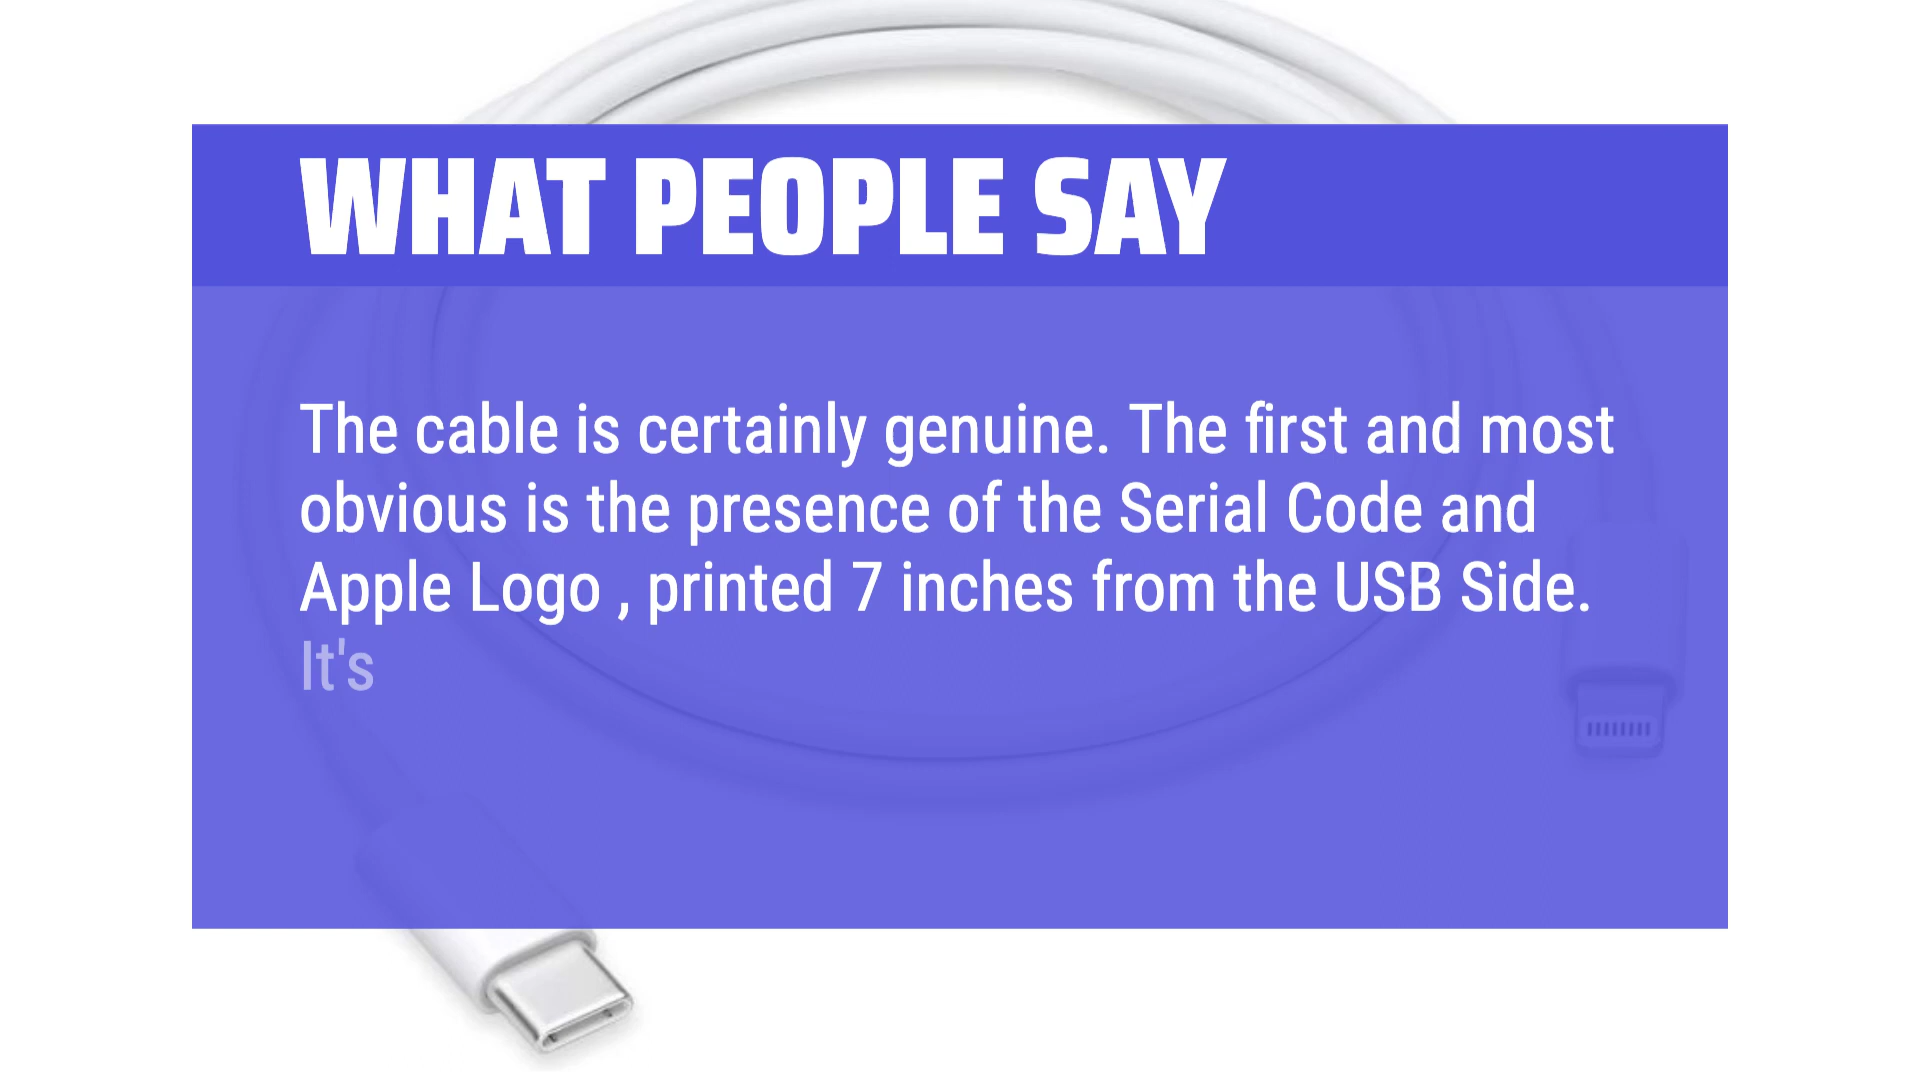 WHAT PEOPLE SAY
The cable is certainly genuine. The first and most
obvious is the presence of the Serial Code and
Apple Logo , printed 7 inches from the USB Side.
It's